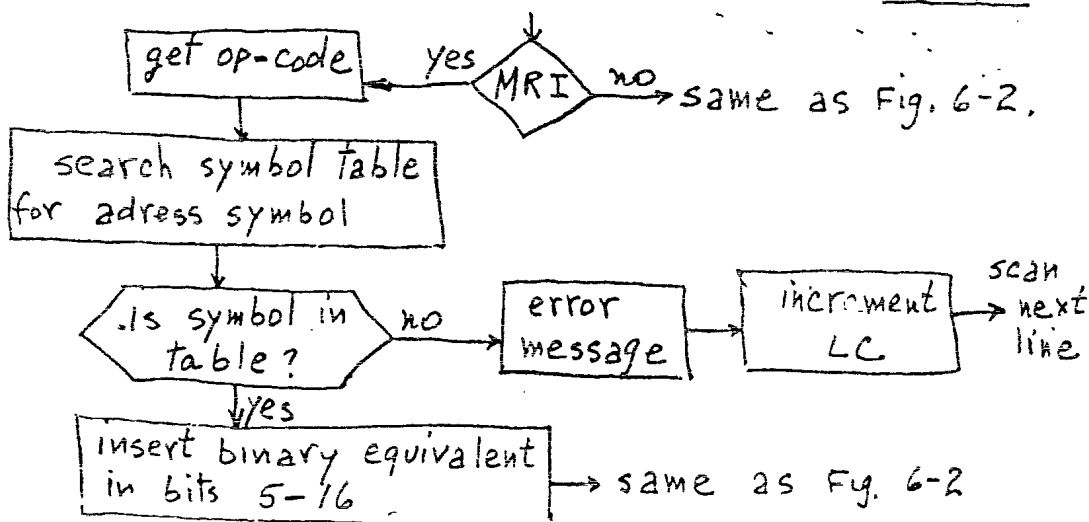 get op-code
yes
MRI
no
same as Fig. 6-2.
search symbol table
for adress symbol
Is symbol in
table?
no
error
message
increment
LC
scan
next
line
yes
insert binary equivalent
in bits 5-16
same as Fig. 6-2